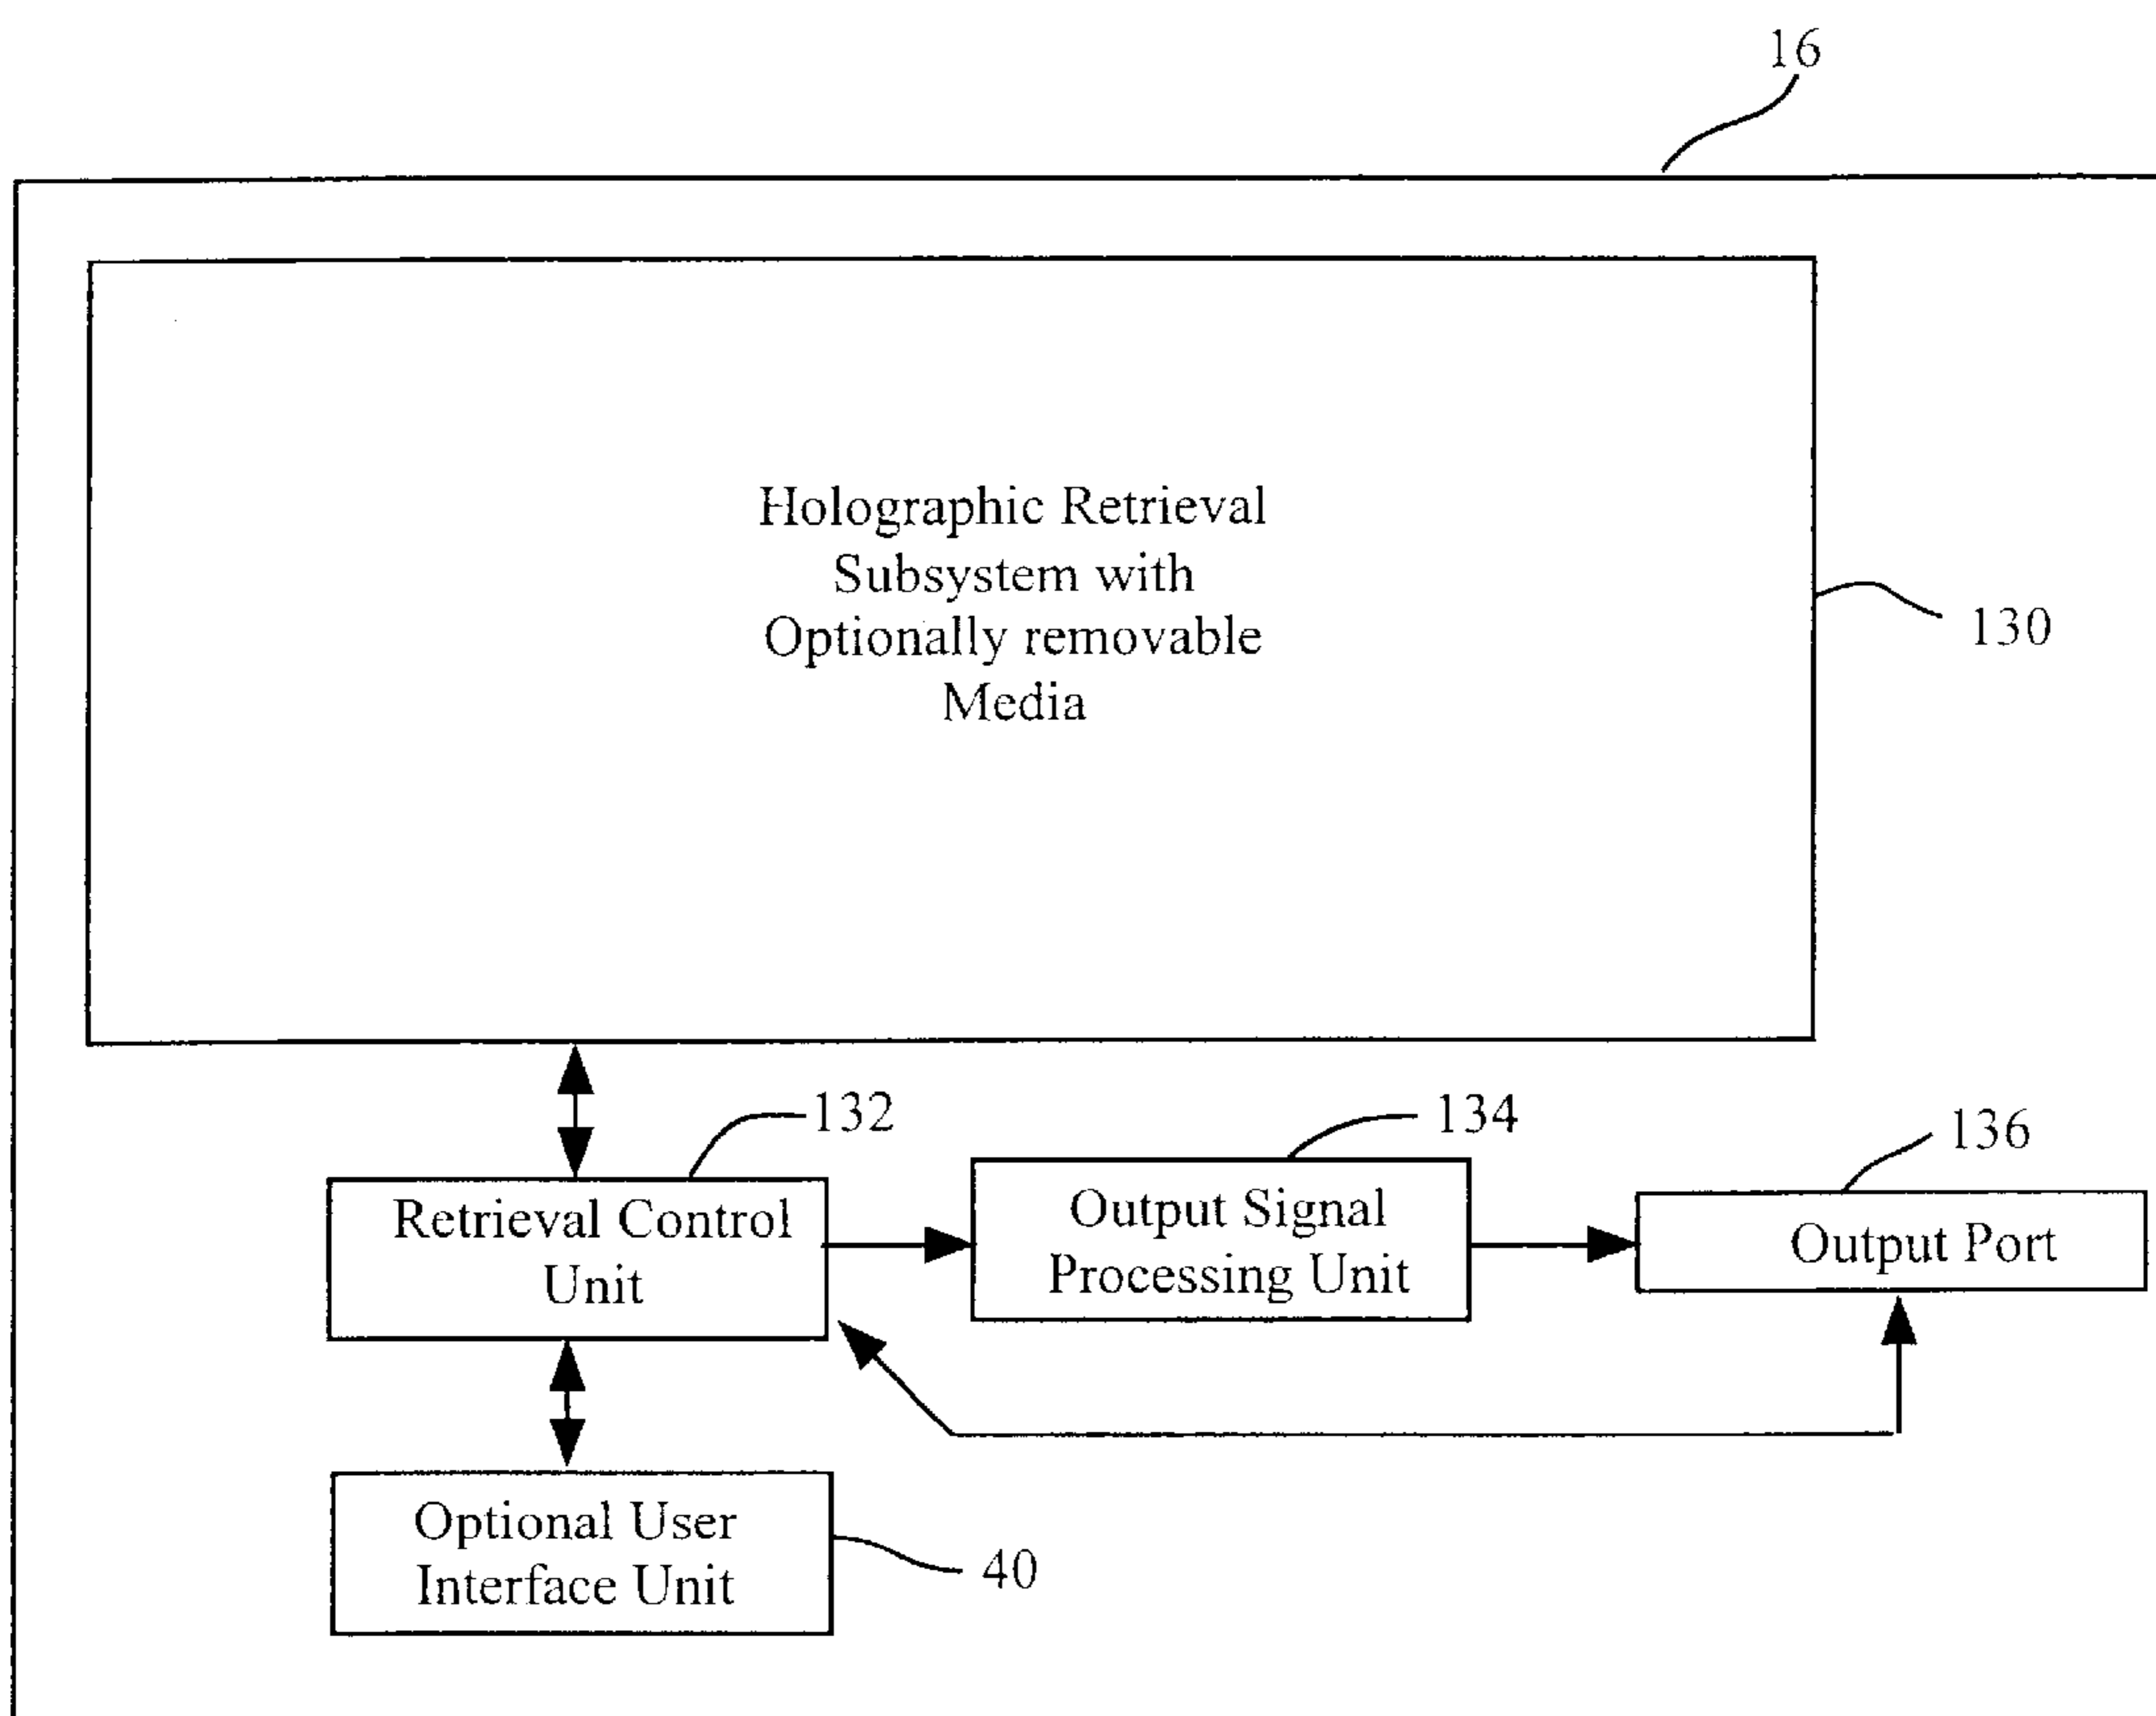 16
Holographic Retrieval
Subsystem with
Optionally removable
Media
130
132
134
136
Retrieval Control
Unit
Output Signal
Processing Unit
Output Port
Optional User
Interface Unit
40